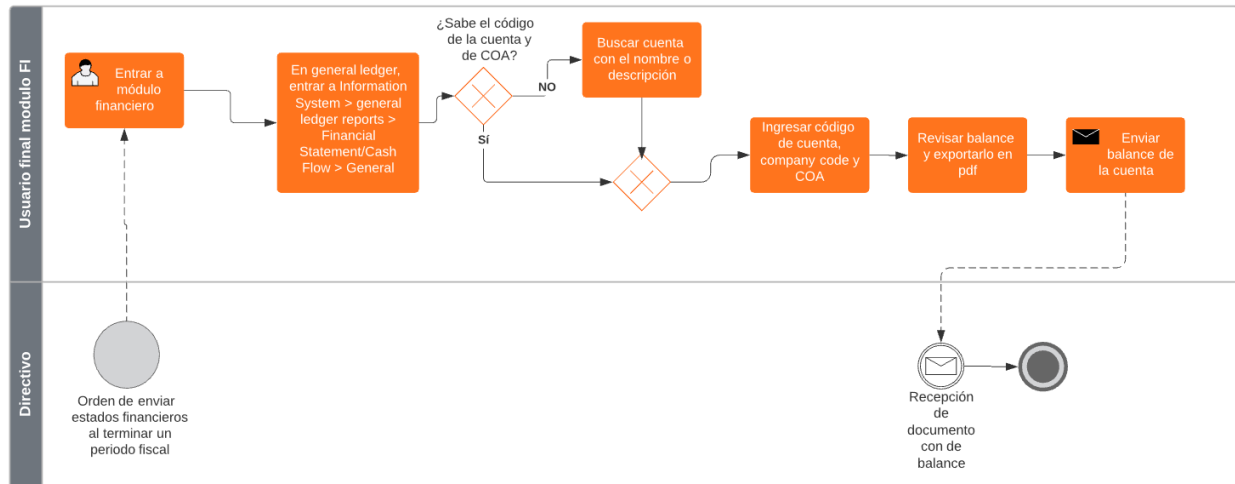 Usuario final modulo FI
Entrar a
módulo
financiero
En general ledger,
entrar a Information
System > general
ledger reports >
Financial
Statement/Cash
Flow > General
¿Sabe el código
de la cuenta y
de COA?
NO
Sí
Buscar cuenta
con el nombre o
descripción
Ingresar código
de cuenta,
company code y
COA
Revisar balance
y exportarlo en
pdf
Enviar
balance de
la cuenta
Directivo
Orden de enviar
estados financieros
al terminar un
periodo fiscal
Recepción
de
documento
con de
balance